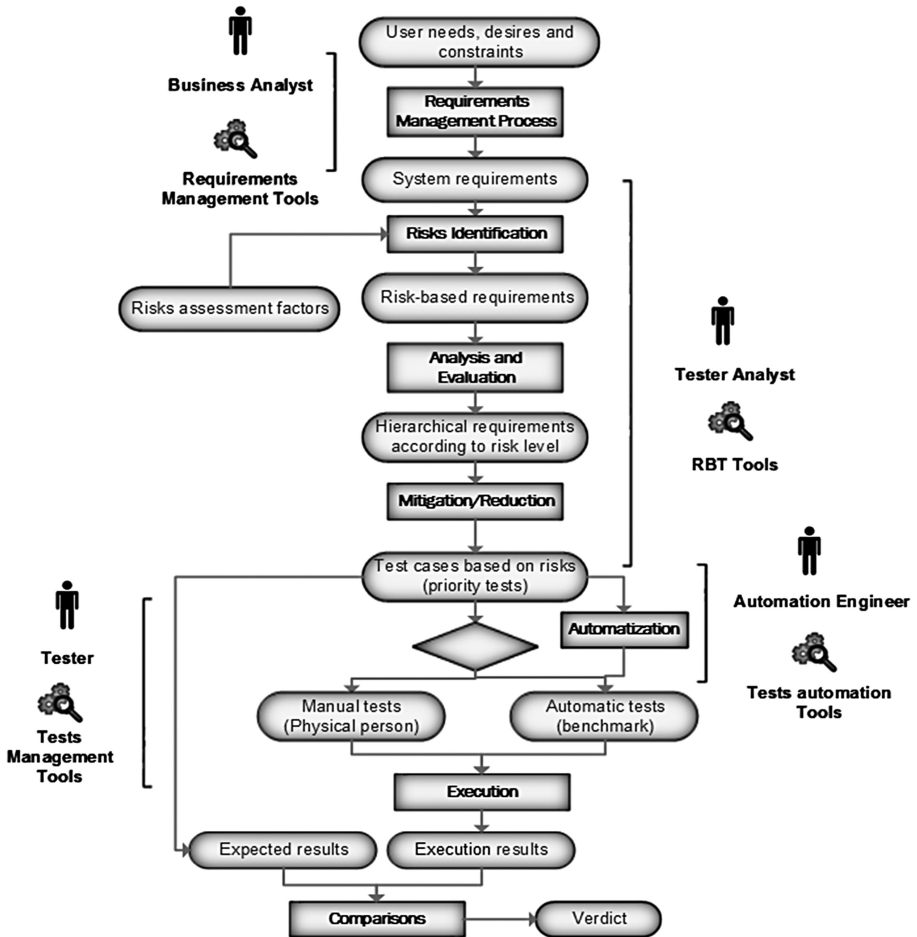 User needs, desires and
constraints
Business Analyst
Requirements
Management Process
Requirements
Management Tools
System requirements
Risks Identification
Risks assessment factors
Risk-based requirements
Analysis and
Evaluation
Tester Analyst
Hierarchical requirements
according to risk level
RBT Tools
Mitigation/Reduction
Test cases based on risks
(priority tests)
Automation Engineer
Automatization
Tester
Tests automation
Tools
Manual tests
(Physical person)
Automatic tests
(benchmark)
Tests
Management
Tools
Execution
Expected results
Execution results
Comparisons
Verdict